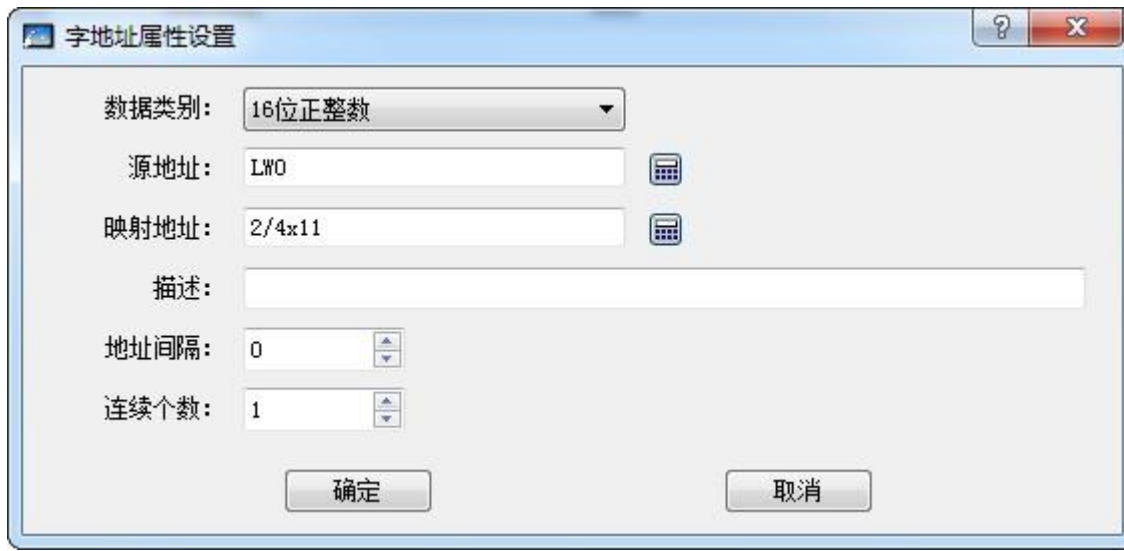 字地址属性设置
数据类别： 16位正整数
源地址： LW0
映射地址： 2/4x11
描述：
地址间隔： 0
连续个数： 1
确定 取消